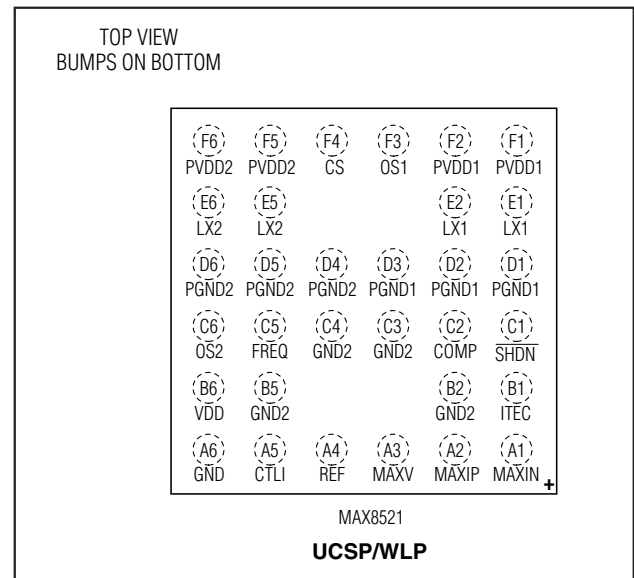 TOP VIEW
BUMPS ON BOTTOM
F6 F5 F4 F3 F2 F1
PVDD2 PVDD2 CS OS1 PVDD1 PVDD1
E6 E5 E2 E1
LX2 LX2 LX1 LX1
D6 D5 D4 D3 D2 D1
PGND2 PGND2 PGND2 PGND1 PGND1 PGND1
C6 C5 C4 C3 C2 C1
OS2 FREQ GND2 GND2 COMP SHDN
B6 B5 B2 B1
VDD GND2 GND2 ITEC
A6 A5 A4 A3 A2 A1
GND CTLI REF MAXV MAXIP MAXIN +
MAX8521
UCSP/WLP